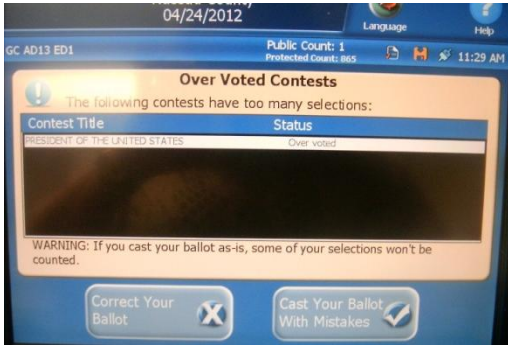 Nassau County
04/24/2012
Language
Help
GC AD13 ED1
Public Count: 1
Protected Count: 865
11:29 AM
Over Voted Contests
The following contests have too many selections:
Contest Title Status
PRESIDENT OF THE UNITED STATES Over voted
WARNING: If you cast your ballot as-is, some of your selections won't be
counted.
Correct Your
Ballot
Cast Your Ballot
With Mistakes